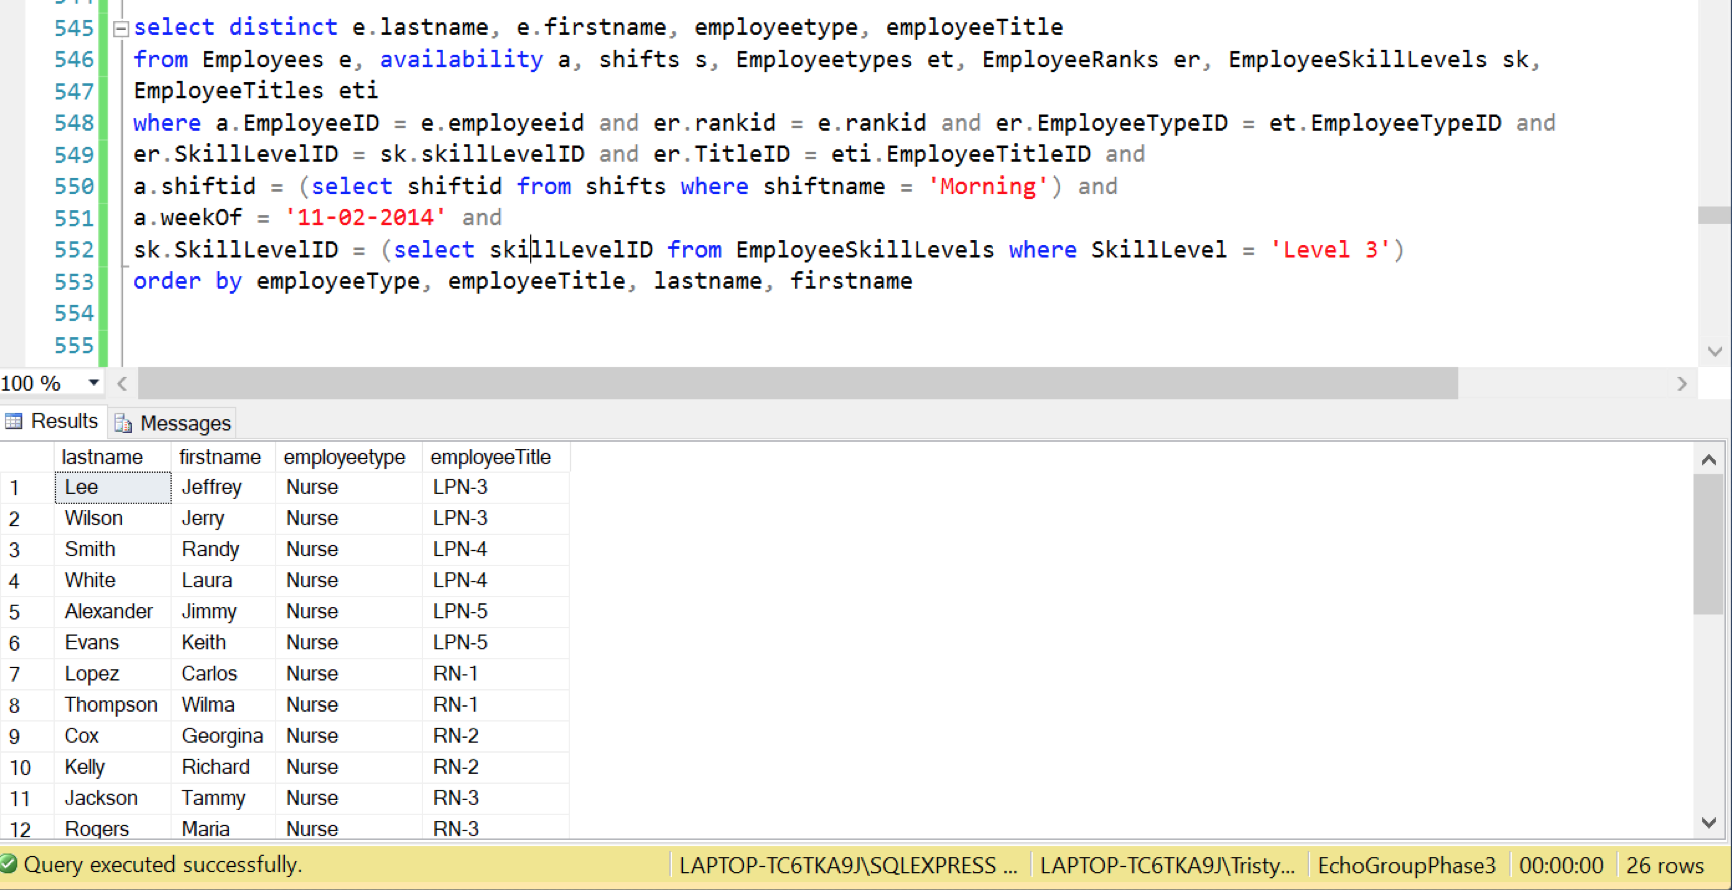 545 select distinct e.lastname, e.firstname, employeetype, employeeTitle
546 from Employees e, availability a, shifts s, Employeetypes et, EmployeeRanks er, EmployeeSkillLevels sk,
547 EmployeeTitles eti
548 where a.EmployeeID = e.employeeid and er.rankid = e.rankid and er.EmployeeTypeID = et.EmployeeTypeID and
549 er.SkillLevelID = sk.skillLevelID and er.TitleID = eti.EmployeeTitleID and
550 a.shiftid = (select shiftid from shifts where shiftname = 'Morning') and
551 a.weekOf = '11-02-2014' and
552 sk.SkillLevelID = (select skillLevelID from EmployeeSkillLevels where SkillLevel = 'Level 3')
553 order by employeeType, employeeTitle, lastname, firstname
554
555
100 %
Results Messages
lastname firstname employeetype employeeTitle
1 Lee Jeffrey Nurse LPN-3
2 Wilson Jerry Nurse LPN-3
3 Smith Randy Nurse LPN-4
4 White Laura Nurse LPN-4
5 Alexander Jimmy Nurse LPN-5
6 Evans Keith Nurse LPN-5
7 Lopez Carlos Nurse RN-1
8 Thompson Wilma Nurse RN-1
9 Cox Georgina Nurse RN-2
10 Kelly Richard Nurse RN-2
11 Jackson Tammy Nurse RN-3
12 Rogers Maria Nurse RN-3
Query executed successfully. LAPTOP-TC6TKA9J\SQLEXPRESS ... LAPTOP-TC6TKA9J\Tristy... EchoGroupPhase3 00:00:00 26 rows